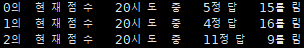 0의 현재점수 20시도 중 5정답 15틀림
1의 현재점수 20시도 중 4정답 16틀림
2의 현재점수 20시도 중 11정답 9틀림